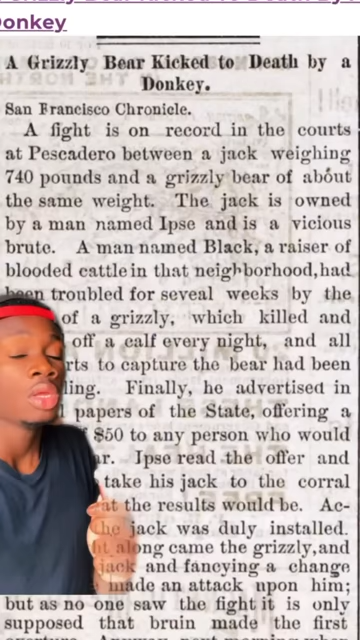 Donkey
A Grizzly Bear Kicked to Death by a
Donkey.
San Francisco Chronicle.
A fight is on record in the courts
at Pescadero between a jack weighing
740 pounds and a grizzly bear of about
the same weight. The jack is owned
by a man named Ipse and is a vicious
brute. A man named Black, a raiser of
blooded cattle in that neighborhood, had
been troubled for seveal weeks by the
of a grizzly, which killed and
off a calf every night, and all
to capture the bear had been
Finally, he advertised in
papers of the State, offering a
$50 to any person who would
Ipse read the offer and
take his jack to the corral
the results would be. Ac-
jack was duly installed.
along came the grizzly, and
jack and fancying a change
made an attack upon him;
but as no one saw the fight it is only
supposed that bruin made the first